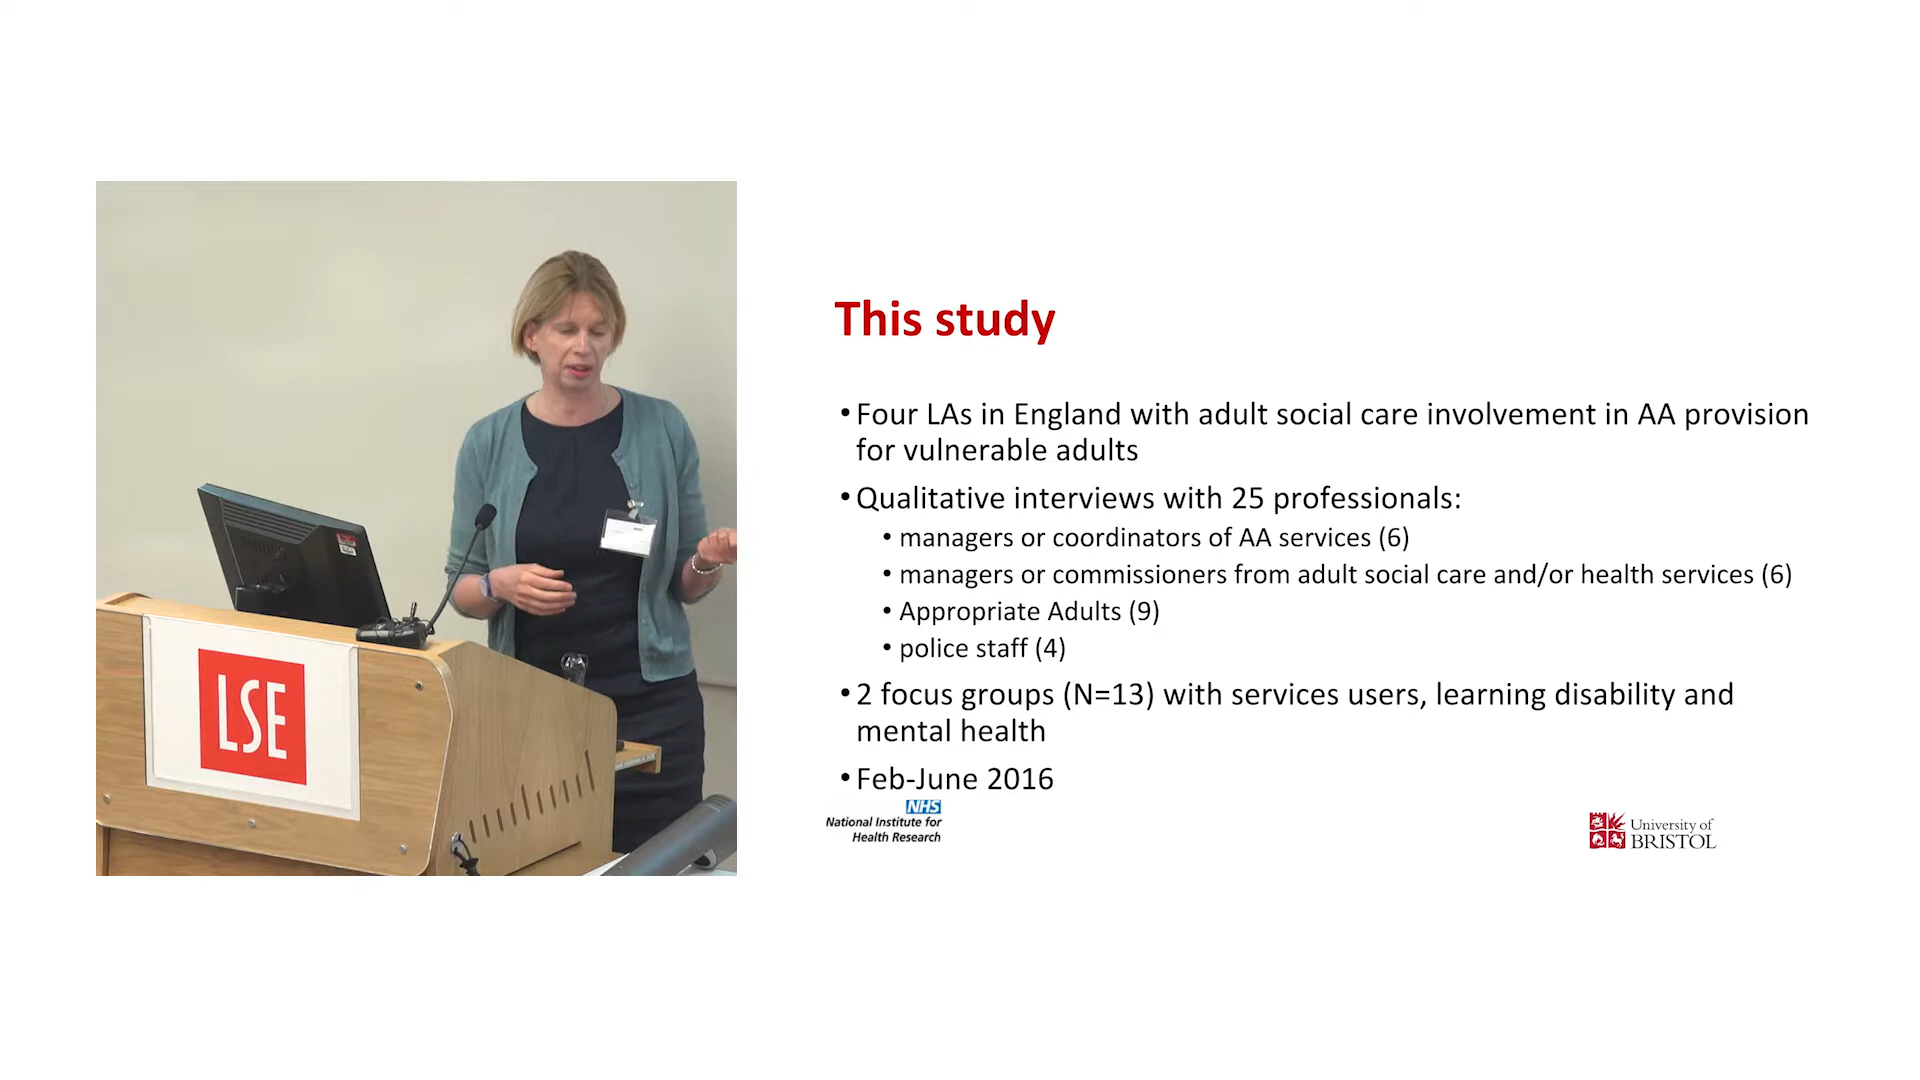 This study
• Four LAs in England with adult social care involvement in AA provision
for vulnerable adults
• Qualitative interviews with 25 professionals:
• managers or coordinators of AA services (6)
• managers or commissioners from adult social care and/or health services (6)
• Appropriate Adults (9)
• police staff (4)
• 2 focus groups (N=13) with services users, learning disability and
mental health
• Feb-June 2016
NHS
National Institute for
Health Research
University of
BRISTOL
LSE